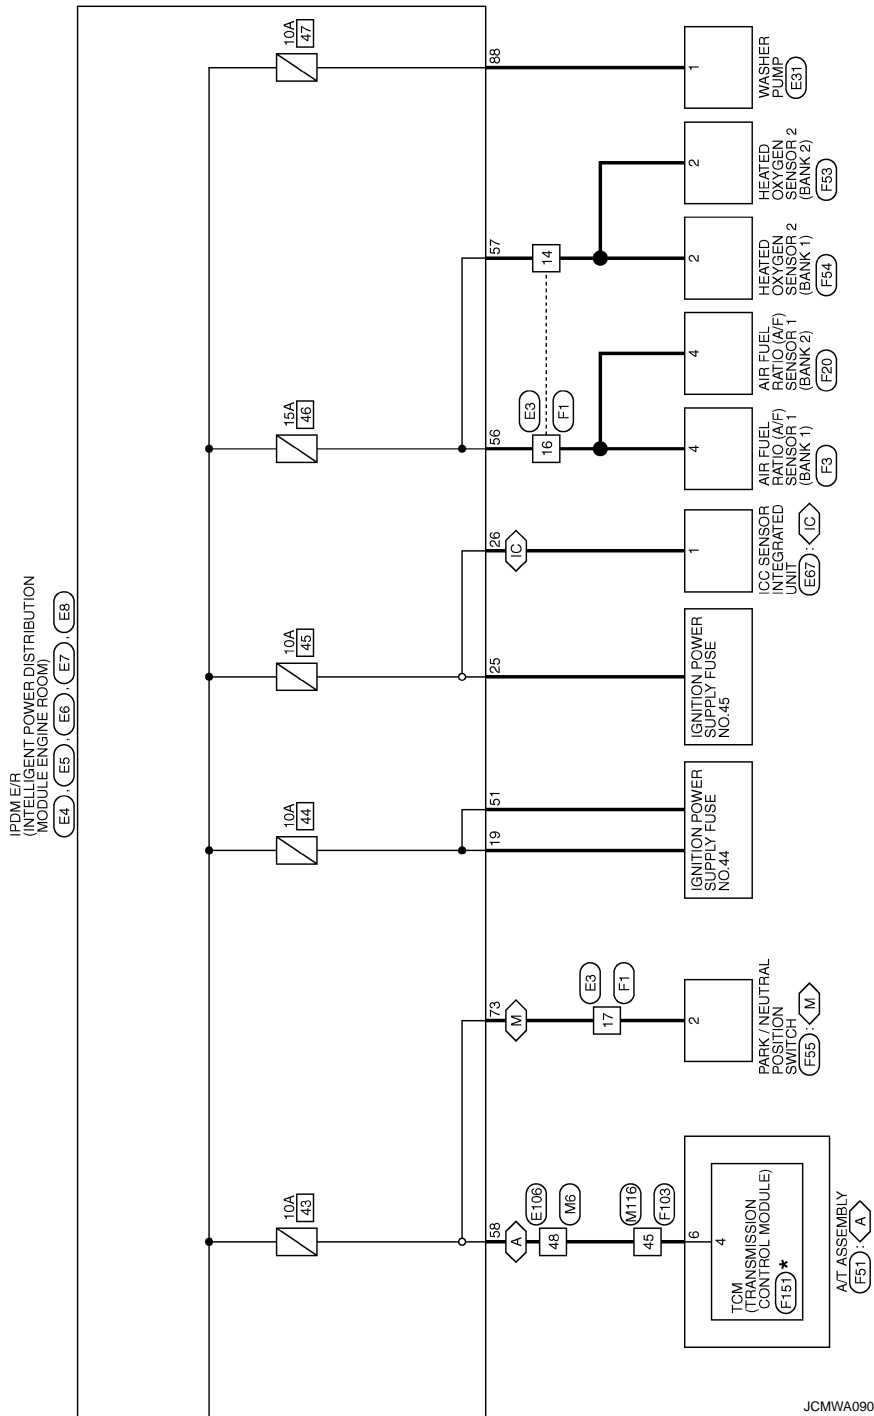 IPDM E/R
(INTELLIGENT POWER DISTRIBUTION
MODULE ENGINE ROOM)
E4 , E5 , E6 , E7 , E8
10A
43
10A
44
10A
45
15A
46
10A
47
58
73
19
51
25
26
56
57
88
A
M
IC
E106
M6
48
M116
F103
45
E3
F1
17
E3
F1
16
14
6
4
TCM
(TRANSMISSION
CONTROL MODULE)
F151 *
A/T ASSEMBLY
F51 : A
2
PARK / NEUTRAL
POSITION
SWITCH
F55 : M
IGNITION POWER
SUPPLY FUSE
NO.44
IGNITION POWER
SUPPLY FUSE
NO.45
1
ICC SENSOR
INTEGRATED
UNIT
E67 : IC
4
AIR FUEL
RATIO (A/F)
SENSOR 1
(BANK 1)
F3
4
AIR FUEL
RATIO (A/F)
SENSOR 1
(BANK 2)
F20
2
HEATED
OXYGEN
SENSOR 2
(BANK 1)
F54
2
HEATED
OXYGEN
SENSOR 2
(BANK 2)
F53
1
WASHER
PUMP
E31
JCMWA090